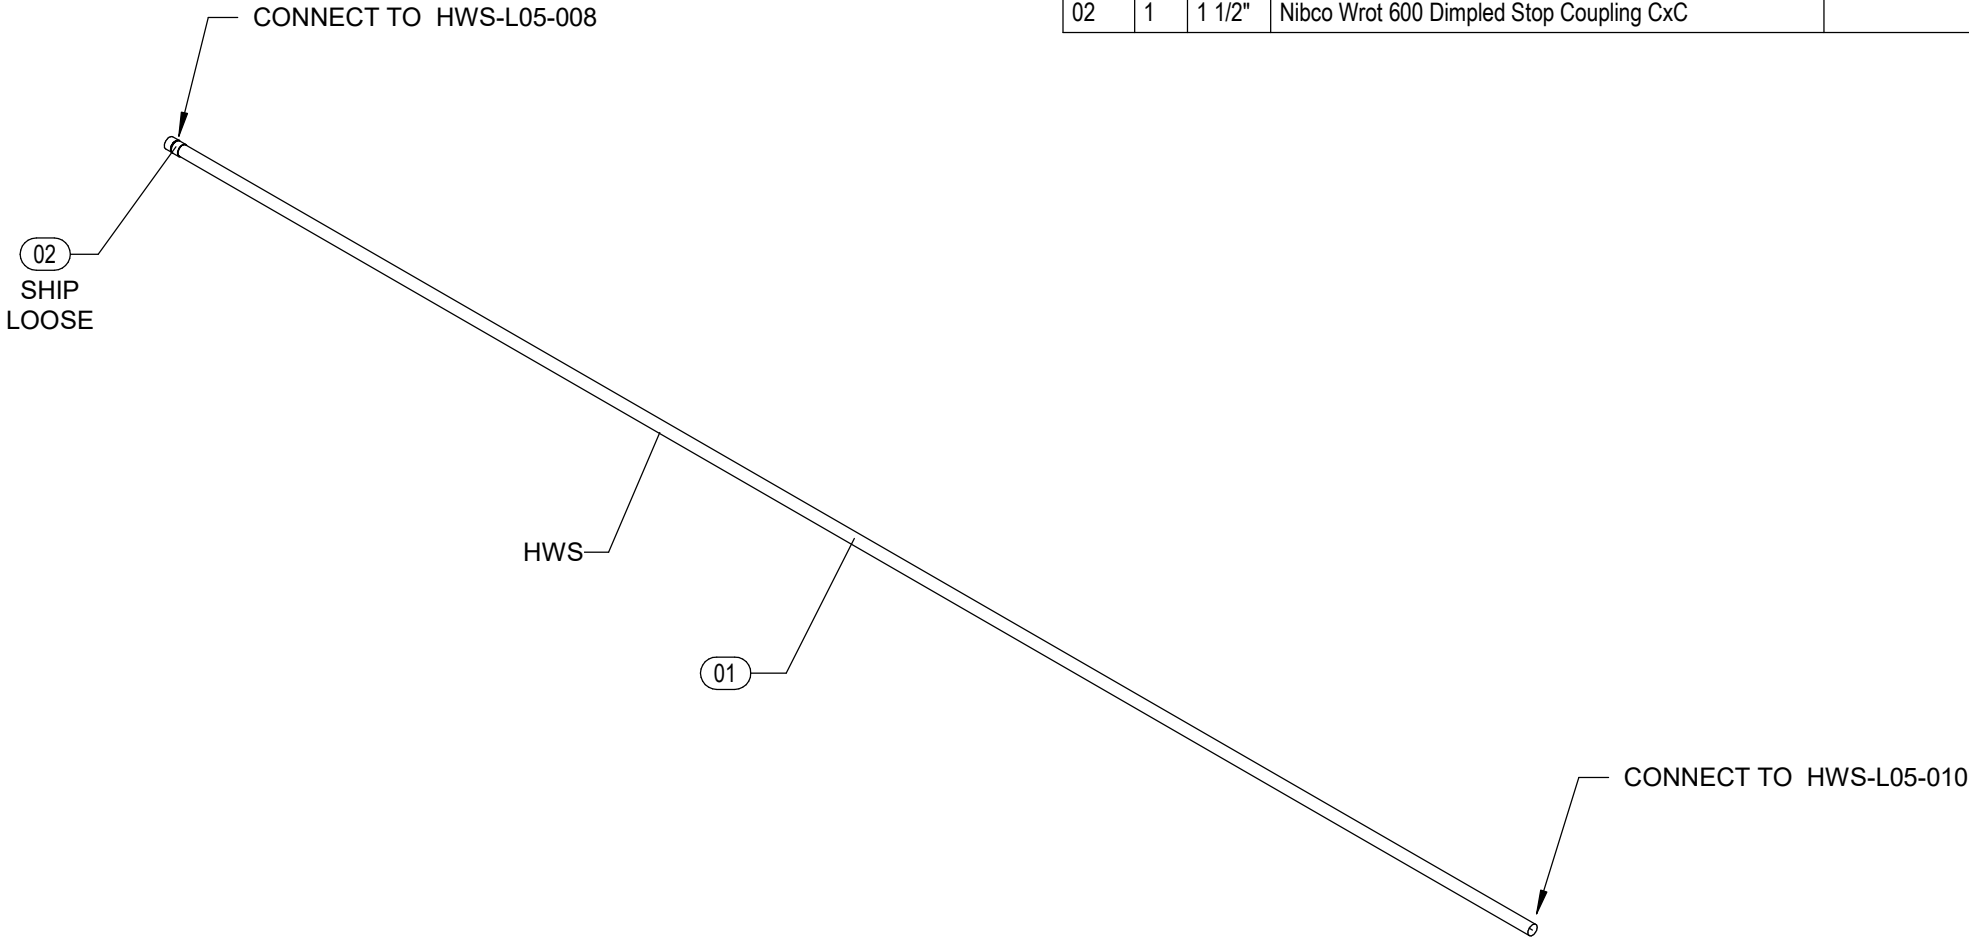 CONNECT TO HWS-L05-008
02 1 1 1/2" Nibco Wrot 600 Dimpled Stop Coupling CxC
02
SHIP
LOOSE
HWS
01
CONNECT TO HWS-L05-010